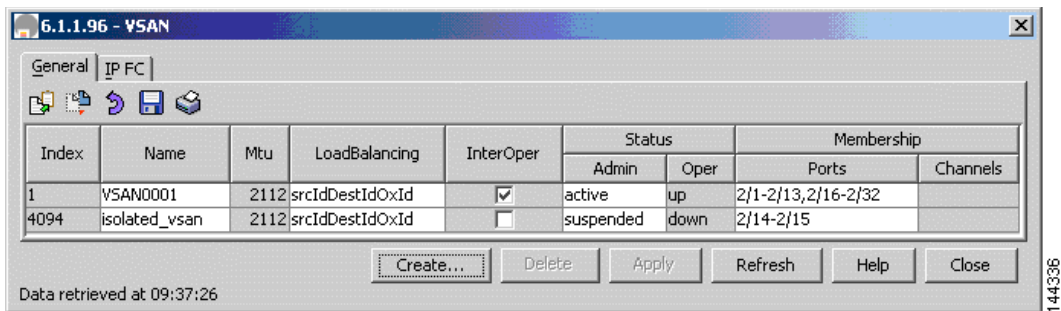 6.1.1.96 - VSAN
General IP FC
Index Name Mtu LoadBalancing InterOper Status Membership
Admin Oper Ports Channels
1 VSAN0001 2112 srcIdDestIdOxId active up 2/1-2/13,2/16-2/32
4094 isolated_vsan 2112 srcIdDestIdOxId suspended down 2/14-2/15
Create... Delete Apply Refresh Help Close
Data retrieved at 09:37:26
144336